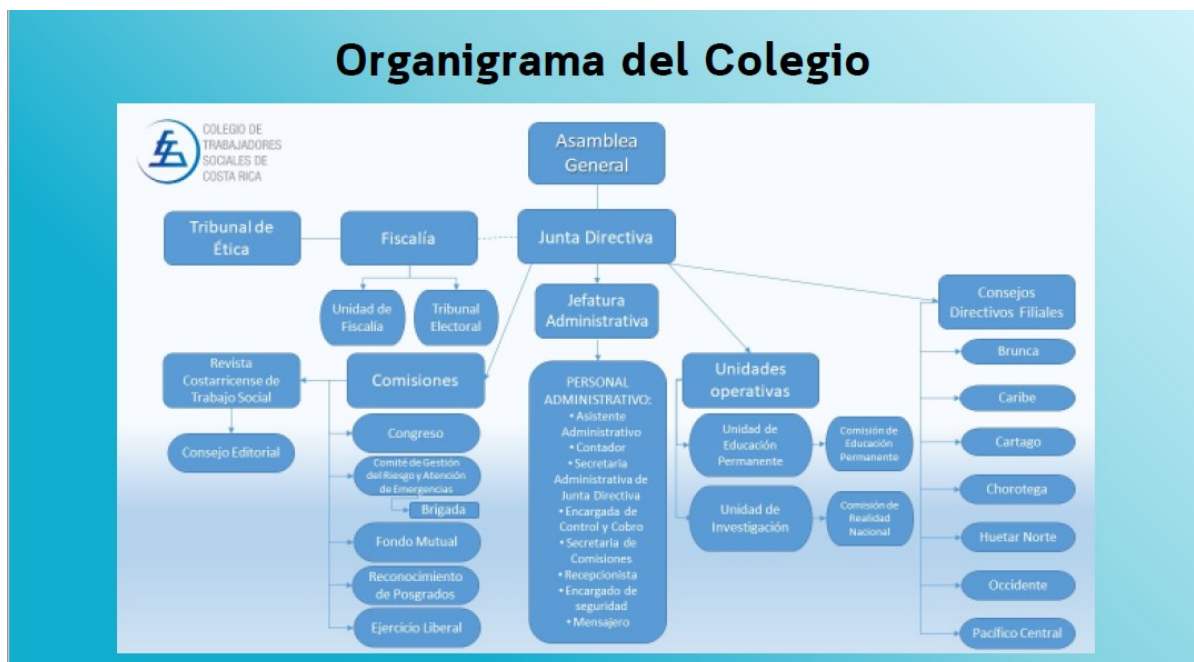 Organigrama del Colegio
COLEGIO DE
TRABAJADORES
SOCIALES DE
COSTA RICA
Asamblea
General
Tribunal de
Ética
Fiscalía
Junta Directiva
Unidad de
Fiscalía
Tribunal
Electoral
Jefatura
Administrativa
Consejos
Directivos Filiales
Revista
Costarricense de
Trabajo Social
Consejo Editorial
Comisiones
Congreso
Comité de Gestión
del Riesgo y Atención
de Emergencias
Brigada
Fondo Mutual
Reconocimiento
de Posgrados
Ejercicio Liberal
PERSONAL
ADMINISTRATIVO:
• Asistente
Administrativo
• Contador
• Secretaria
Administrativa de
Junta Directiva
• Encargada de
Control y Cobro
• Secretaria de
Comisiones
• Recepcionista
• Encargado de
seguridad
• Mensajero
Unidades
operativas
Unidad de
Educación
Permanente
Comisión de
Educación
Permanente
Unidad de
Investigación
Comisión de
Realidad
Nacional
Brunca
Caribe
Cartago
Chorotega
Huetar Norte
Occidente
Pacífico Central